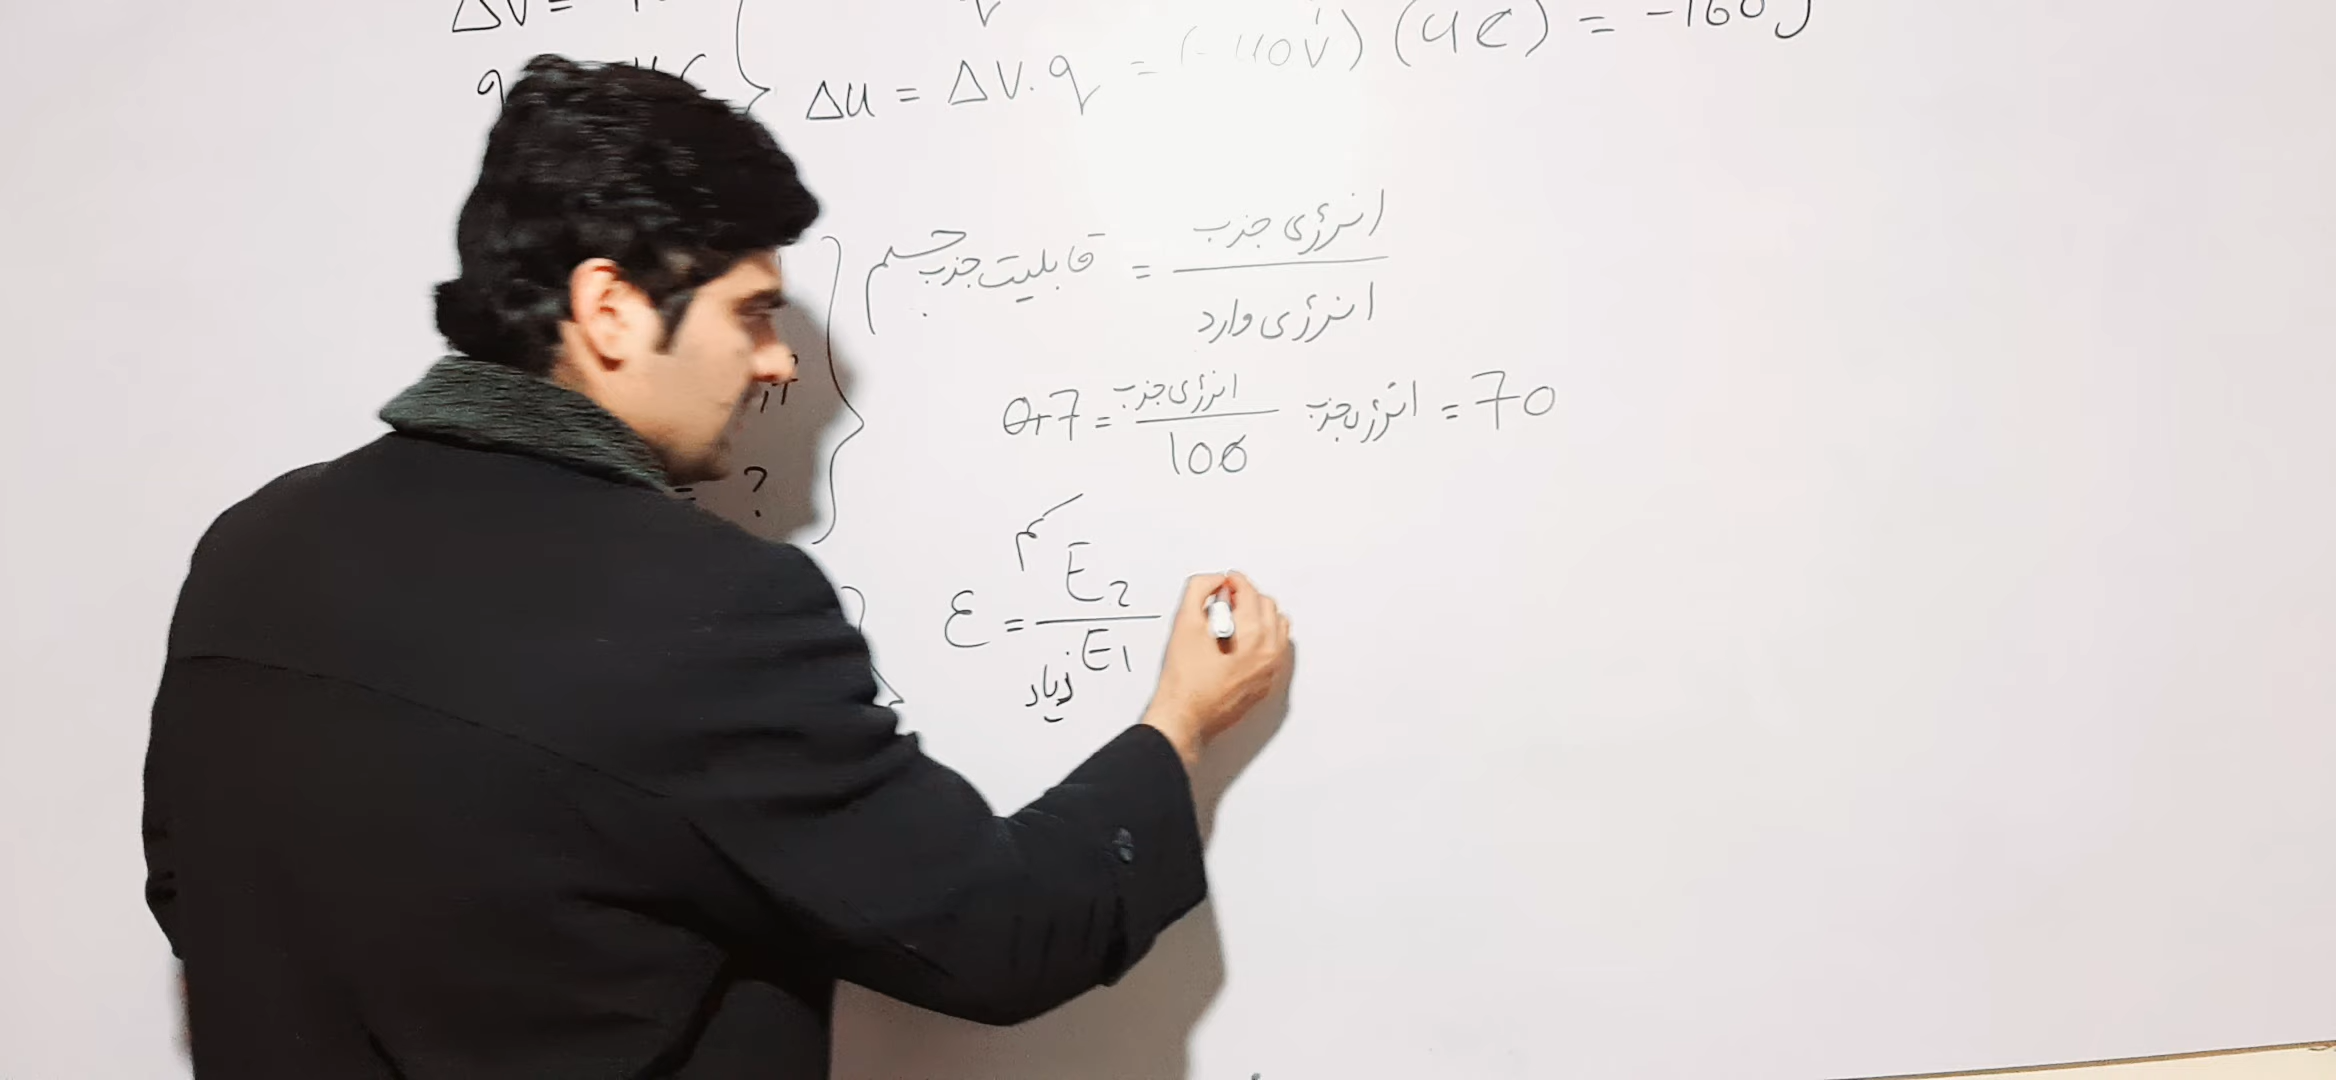 ΔV =
q
ΔU = ΔV . q = (-40V) (4C) = -160J
قابلیت جذب جسم = انرژی جذب / انرژی وارد
0,7 = انرژی جذب / 100 انرژی جذب = 70
= ?
کم
ε = E2 / E1
زیاد